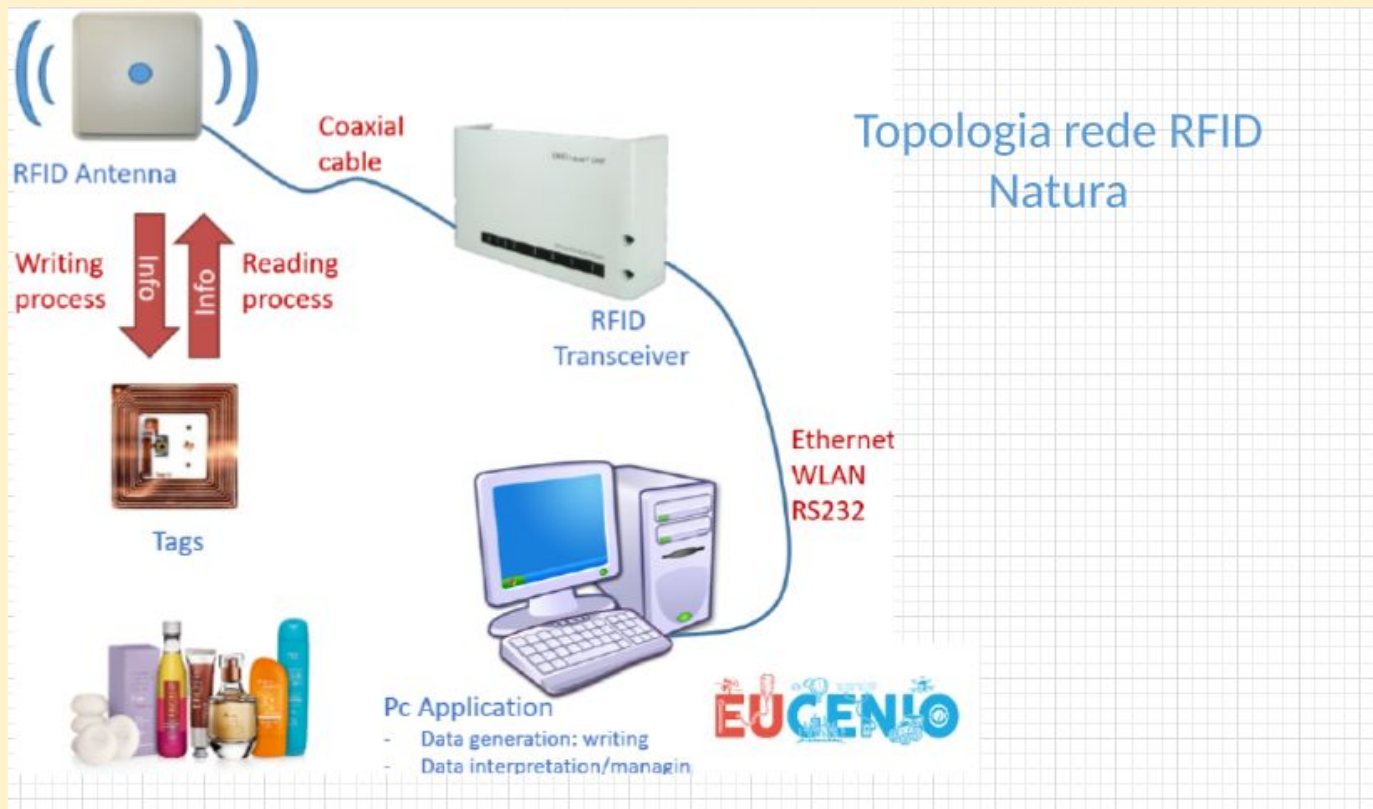 Topologia rede RFID
Natura
RFID Antenna
Coaxial
cable
Writing
process
Info
Info
Reading
process
RFID
Transceiver
Tags
Ethernet
WLAN
RS232
Pc Application
- Data generation: writing
- Data interpretation/managin
EUGENIO